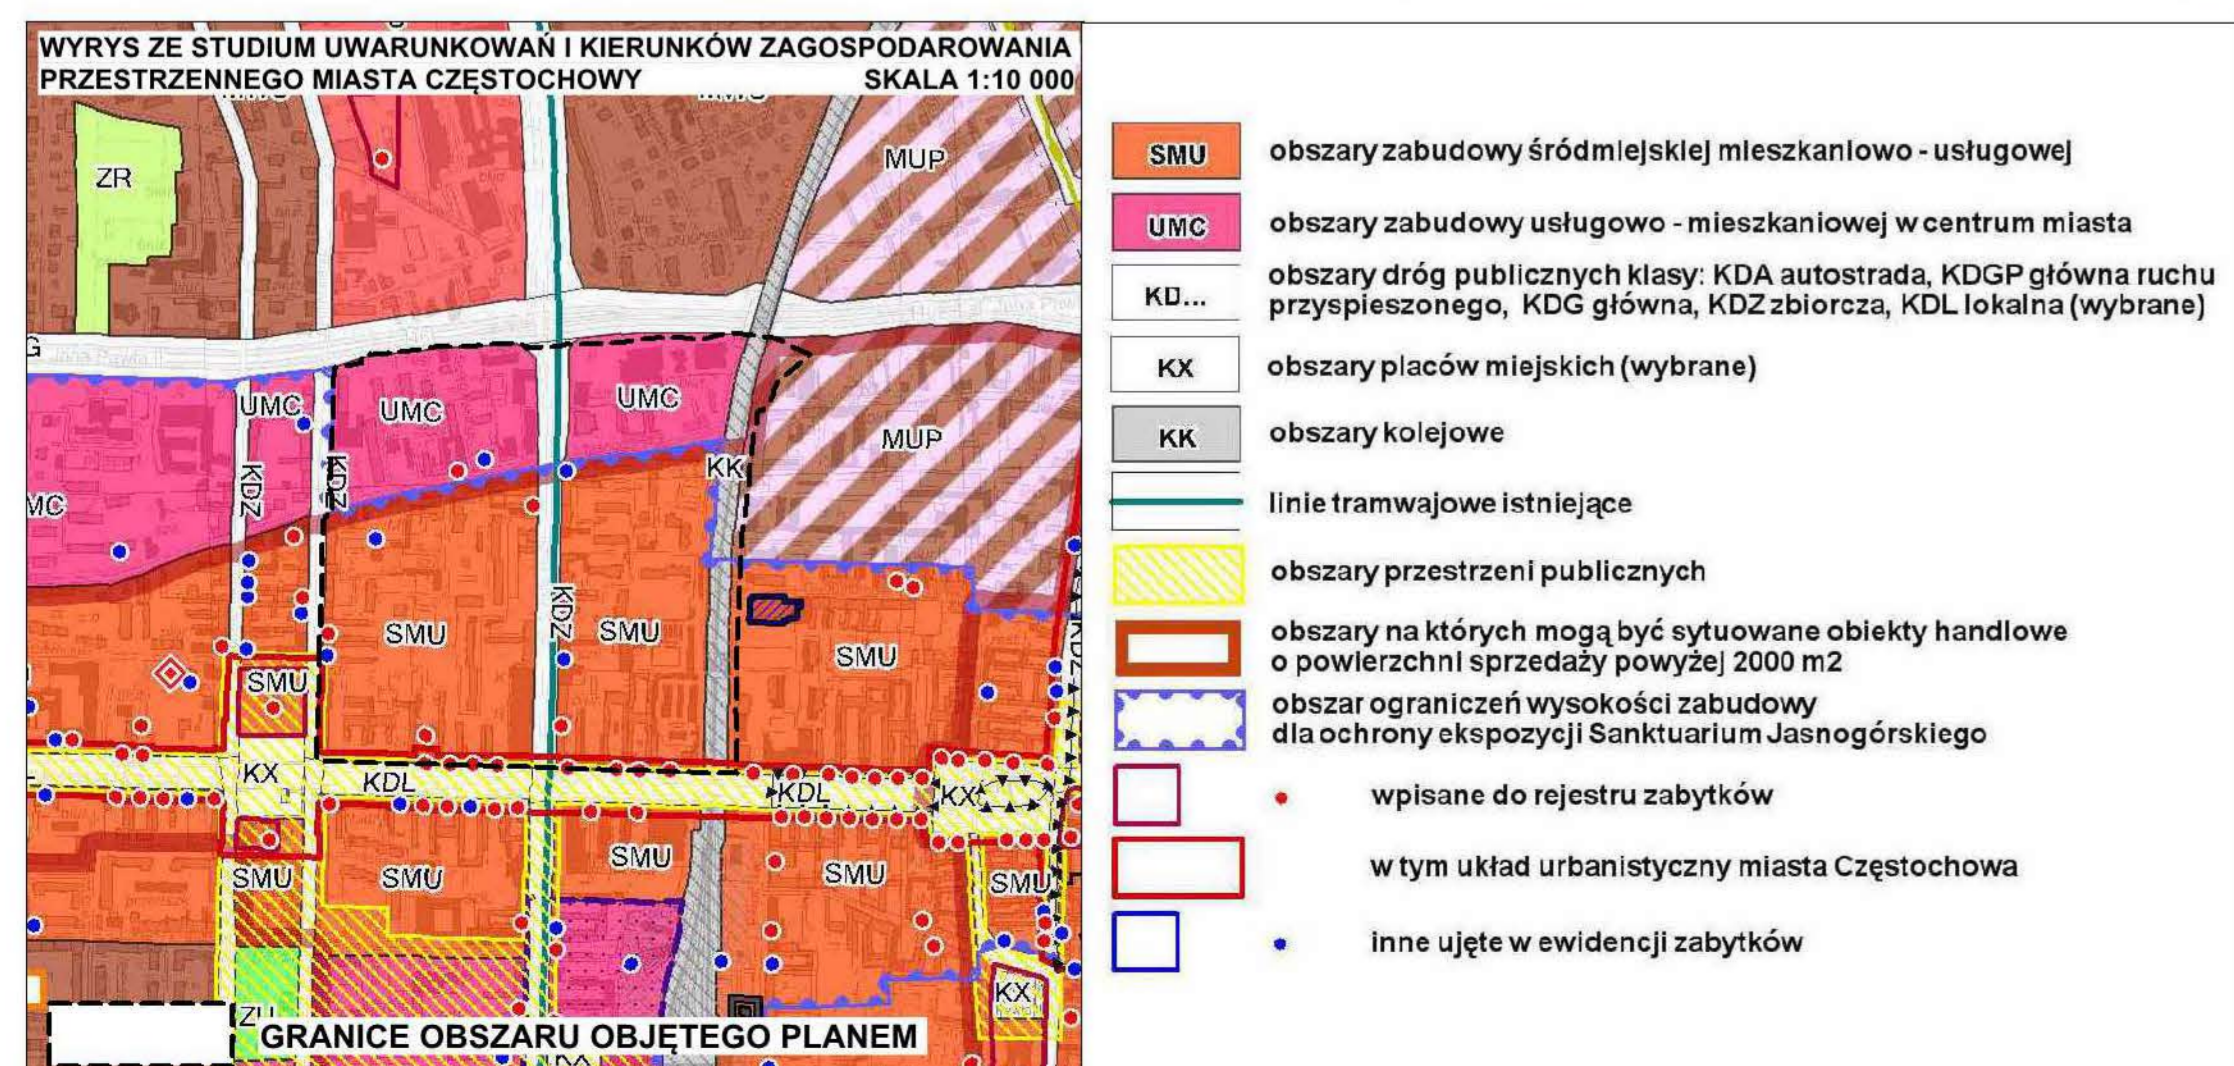 WYRYS ZE STUDIUM UWARUNKOWAŃ I KIERUNKÓW ZAGOSPODAROWANIA
PRZESTRZENNEGO MIASTA CZĘSTOCHOWY SKALA 1:10 000
ZR
MUP
Jana Pawła II
UMC
UMC
UMC
MUP
KK
KDZ
KDZ
MC
KDZ
SMU
SMU
SMU
KDZ
SMU
KX
KDL
KDL
KX
SMU
SMU
SMU
SMU
SMU
KX
GRANICE OBSZARU OBJĘTEGO PLANEM
SMU obszary zabudowy śródmiejskiej mieszkaniowo - usługowej
UMC obszary zabudowy usługowo - mieszkaniowej w centrum miasta
KD... obszary dróg publicznych klasy: KDA autostrada, KDGP główna ruchu
przyspieszonego, KDG główna, KDZ zbiorcza, KDL lokalna (wybrane)
KX obszary placów miejskich (wybrane)
KK obszary kolejowe
linie tramwajowe istniejące
obszary przestrzeni publicznych
obszary na których mogą być sytuowane obiekty handlowe
o powierzchni sprzedaży powyżej 2000 m2
obszar ograniczeń wysokości zabudowy
dla ochrony ekspozycji Sanktuarium Jasnogórskiego
wpisane do rejestru zabytków
w tym układ urbanistyczny miasta Częstochowa
inne ujęte w ewidencji zabytków